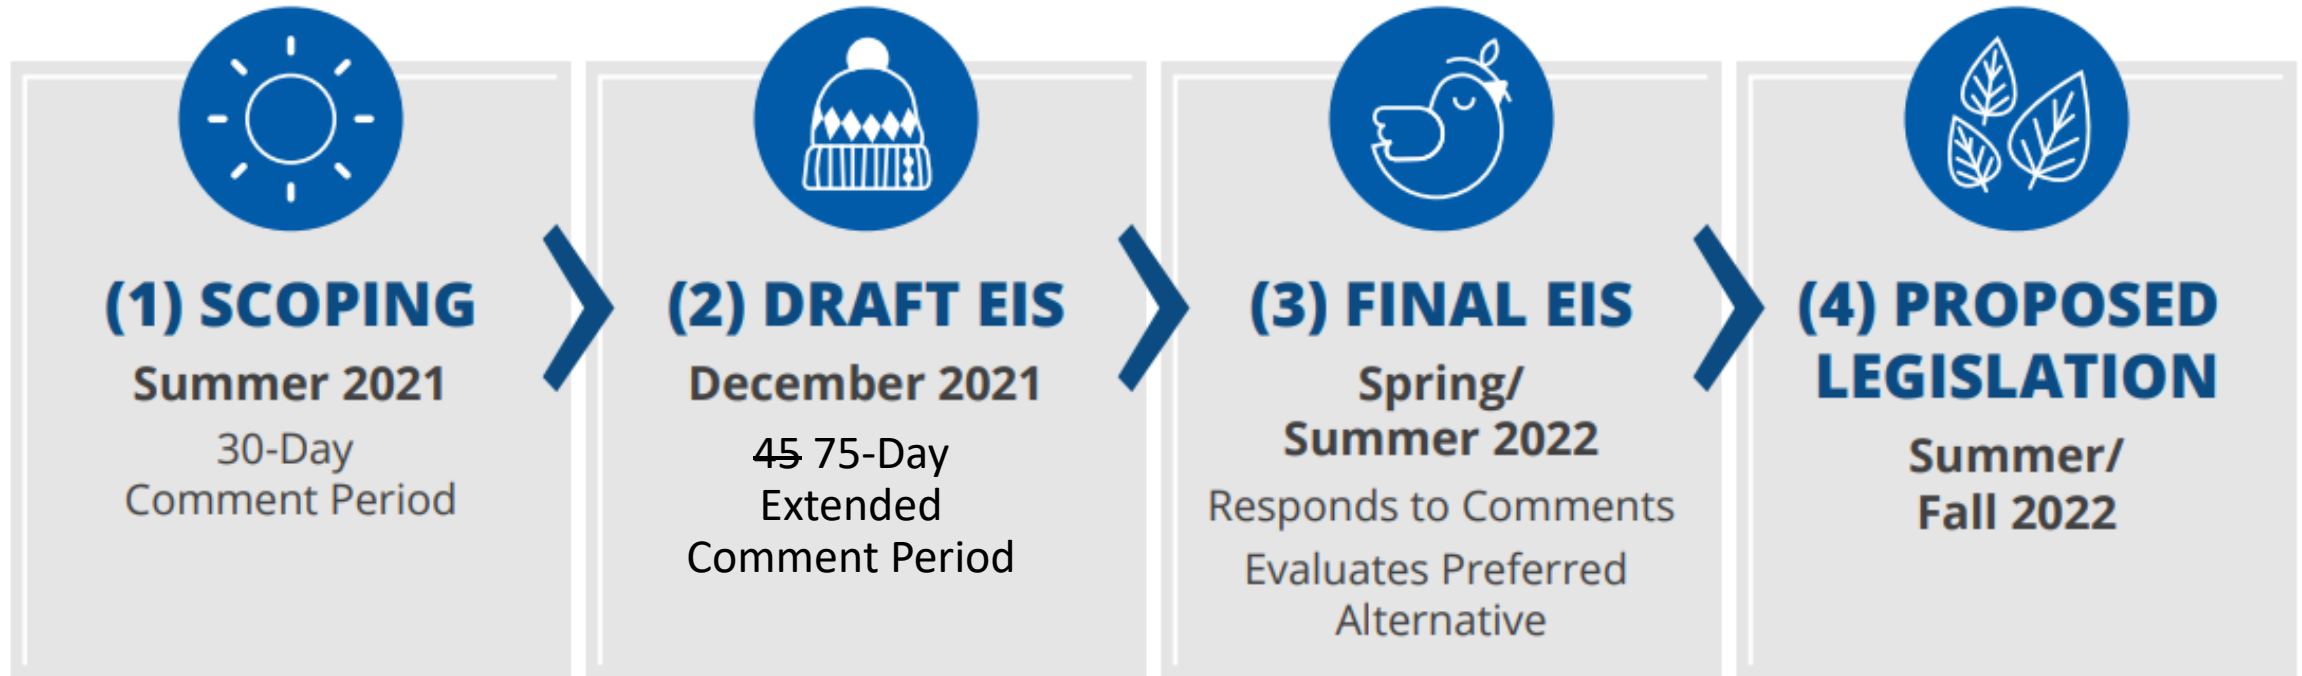 (1) SCOPING
Summer 2021
30-Day
Comment Period
(2) DRAFT EIS
December 2021
45 75-Day
Extended
Comment Period
(3) FINAL EIS
Spring/
Summer 2022
Responds to Comments
Evaluates Preferred
Alternative
(4) PROPOSED
LEGISLATION
Summer/
Fall 2022